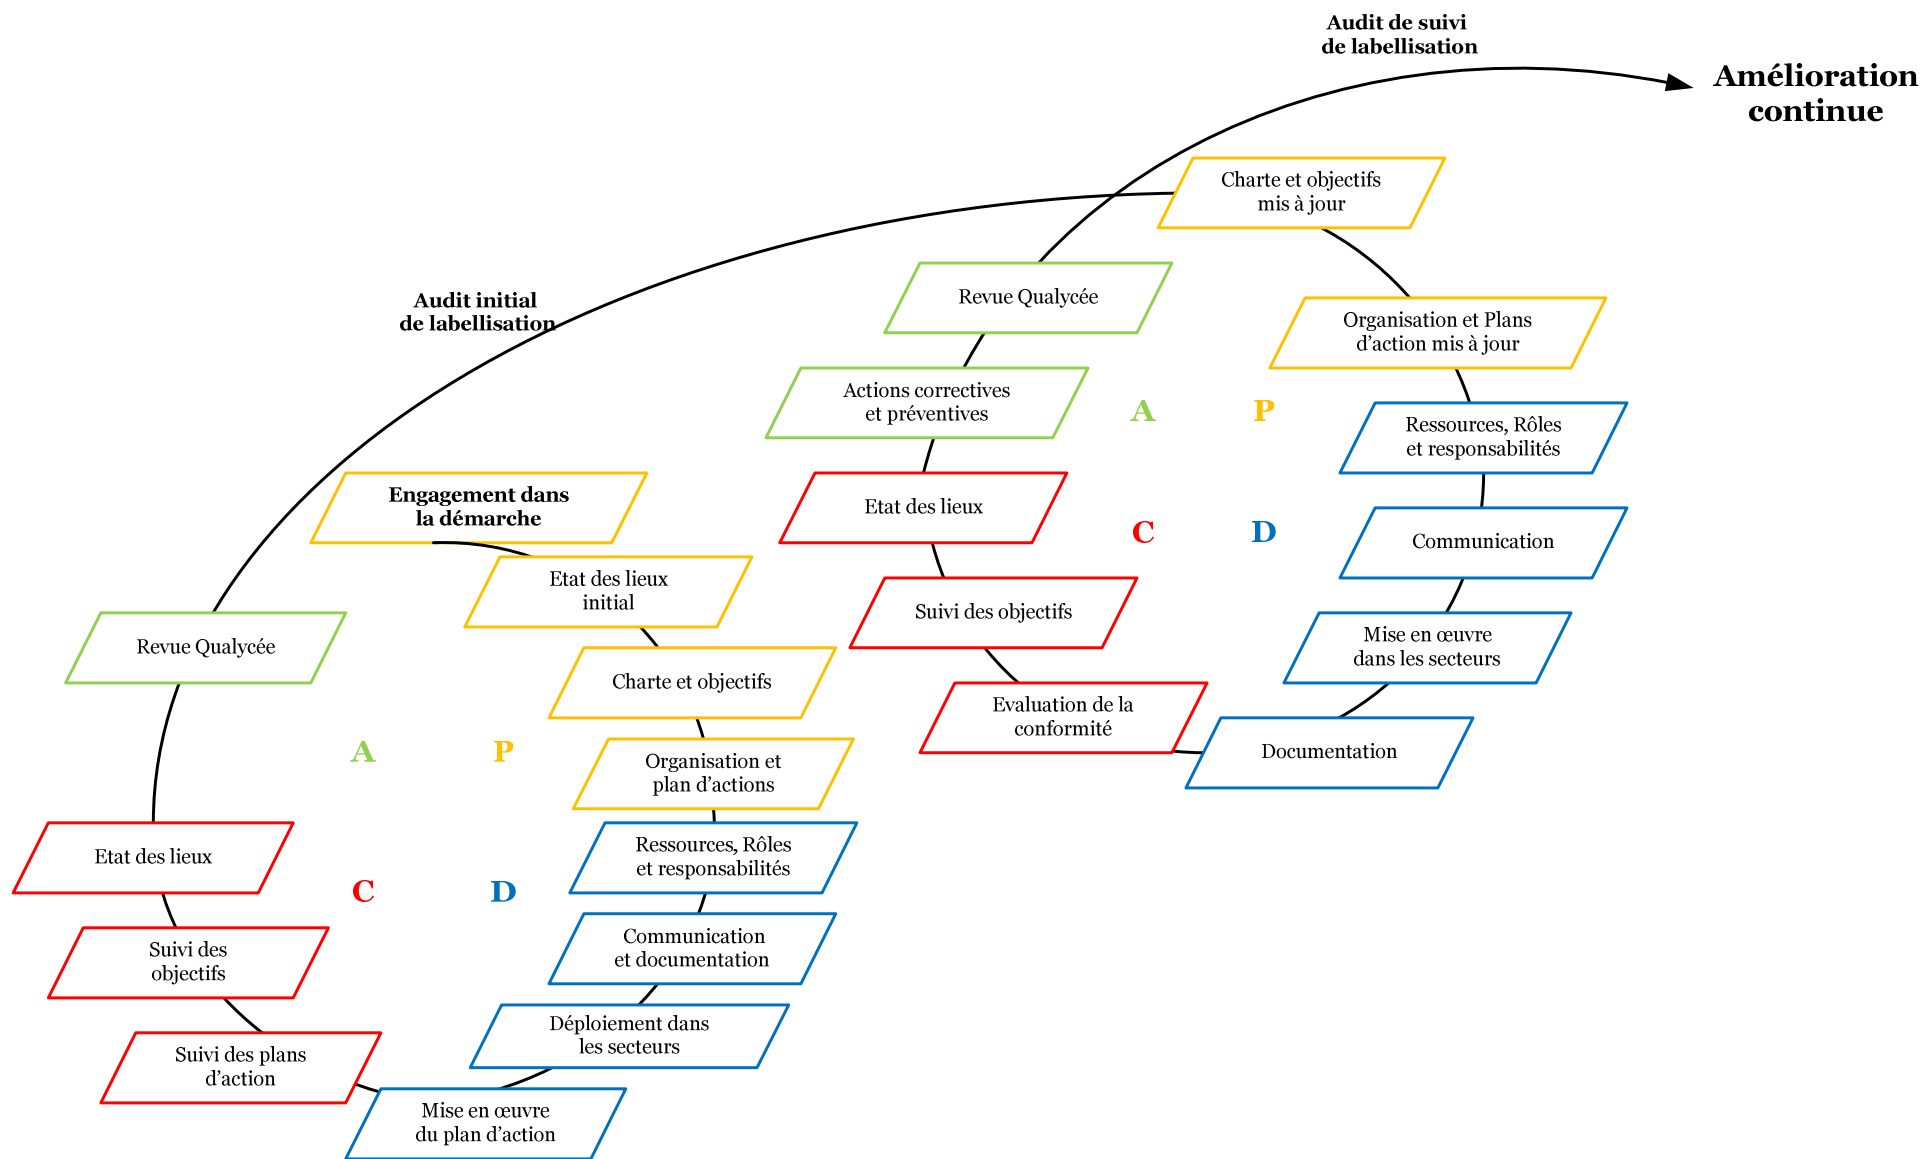 Audit de suivi
de labellisation
Amélioration
continue
Charte et objectifs
mis à jour
Audit initial
de labellisation
Revue Qualycée
Organisation et Plans
d’action mis à jour
Actions correctives
et préventives
A
P
Ressources, Rôles
et responsabilités
Engagement dans
la démarche
Etat des lieux
C
D
Communication
Etat des lieux
initial
Suivi des objectifs
Mise en œuvre
dans les secteurs
Revue Qualycée
Charte et objectifs
Evaluation de la
conformité
Documentation
A
P
Organisation et
plan d’actions
Etat des lieux
Ressources, Rôles
et responsabilités
C
D
Suivi des
objectifs
Communication
et documentation
Déploiement dans
les secteurs
Suivi des plans
d’action
Mise en œuvre
du plan d’action